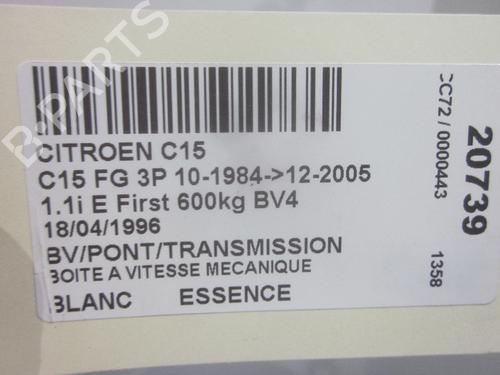 CITROEN C15
C15 FG 3P 10-1984->12-2005
1.1i E First 600kg BV4
18/04/1996
BV/PONT/TRANSMISSION
BOITE A VITESSE MECANIQUE
BLANC ESSENCE
CC72 / 0000443
1358
20739
B-PARTS